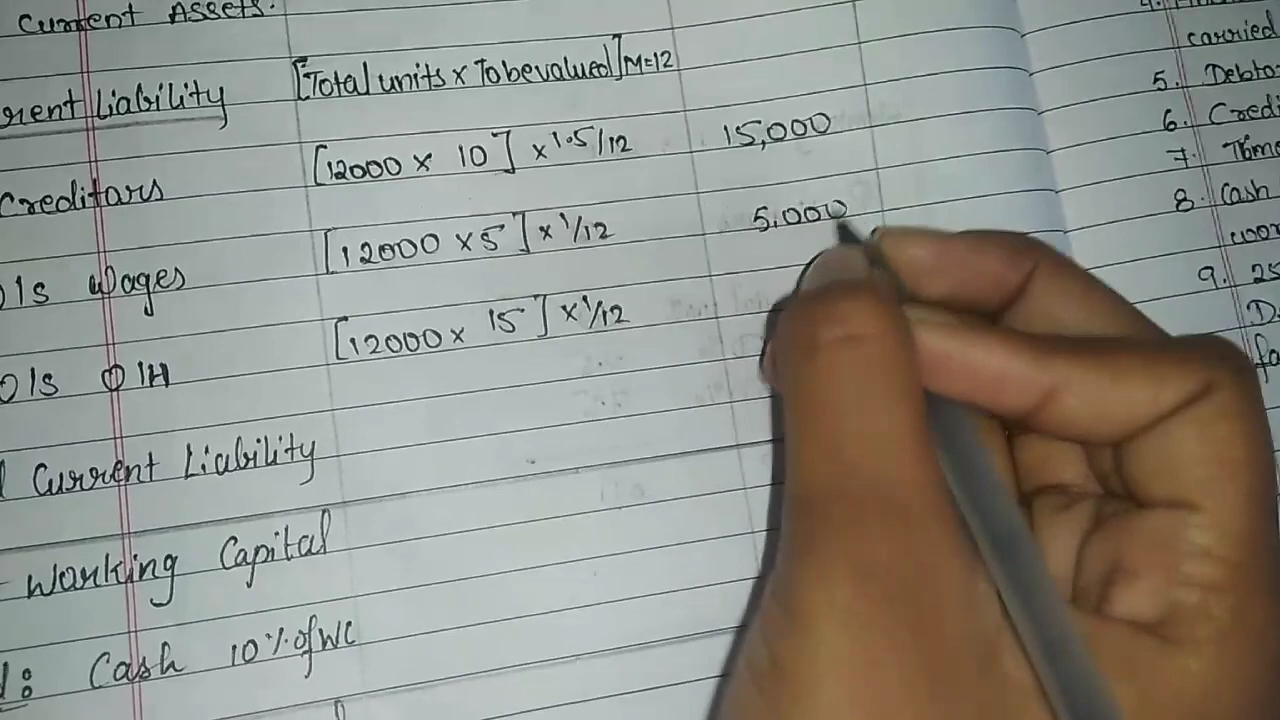 Current Assets.
rent Liability [Total units x To be valued] M=12
Creditars [12000 x 10] x 1.5/12 15,000
O/s Wages [12000 x 5] x 1/12 5,000
O/s O/H [12000 x 15] x 1/12
Current Liability
Working Capital
Cash 10% of WC
carried
5. Debto
6. Credi
7. Time
8. Cash
9. 25
D.
fa